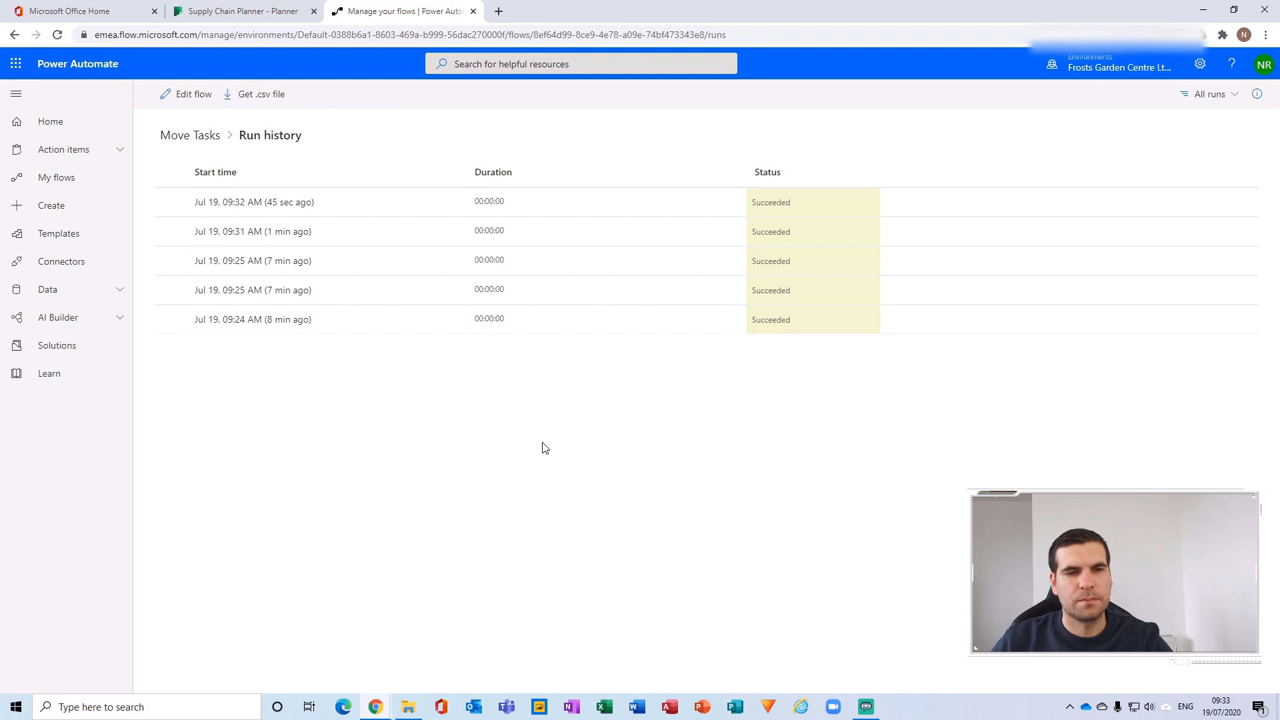 Microsoft Office Home
Supply Chain Planner - Planner
Manage your flows | Power Autom
emea.flow.microsoft.com/manage/environments/Default-0388b6a1-8603-469a-b999-56dac270000f/flows/8ef64d99-8ce9-4e78-a09e-74bf473343e8/runs
N
Power Automate
Search for helpful resources
Environments
Frosts Garden Centre Lt...
NR
Edit flow
Get .csv file
All runs
Home
Action items
My flows
Create
Templates
Connectors
Data
AI Builder
Solutions
Learn
Move Tasks > Run history
Start time Duration Status
Jul 19, 09:32 AM (45 sec ago) 00:00:00 Succeeded
Jul 19, 09:31 AM (1 min ago) 00:00:00 Succeeded
Jul 19, 09:25 AM (7 min ago) 00:00:00 Succeeded
Jul 19, 09:25 AM (7 min ago) 00:00:00 Succeeded
Jul 19, 09:24 AM (8 min ago) 00:00:00 Succeeded
Type here to search
ENG
09:33
19/07/2020